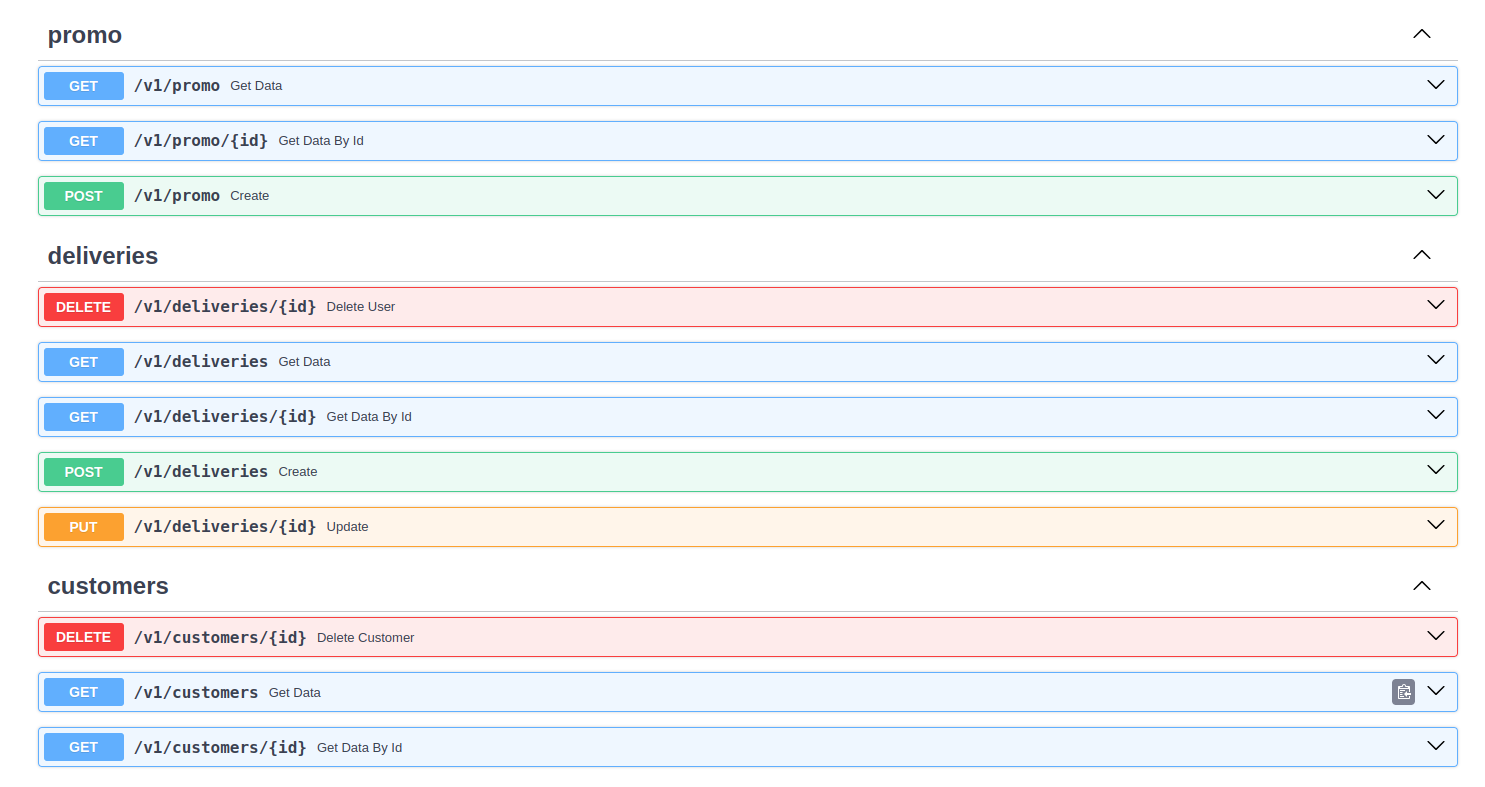 promo
GET /v1/promo Get Data
GET /v1/promo/{id} Get Data By Id
POST /v1/promo Create
deliveries
DELETE /v1/deliveries/{id} Delete User
GET /v1/deliveries Get Data
GET /v1/deliveries/{id} Get Data By Id
POST /v1/deliveries Create
PUT /v1/deliveries/{id} Update
customers
DELETE /v1/customers/{id} Delete Customer
GET /v1/customers Get Data
GET /v1/customers/{id} Get Data By Id